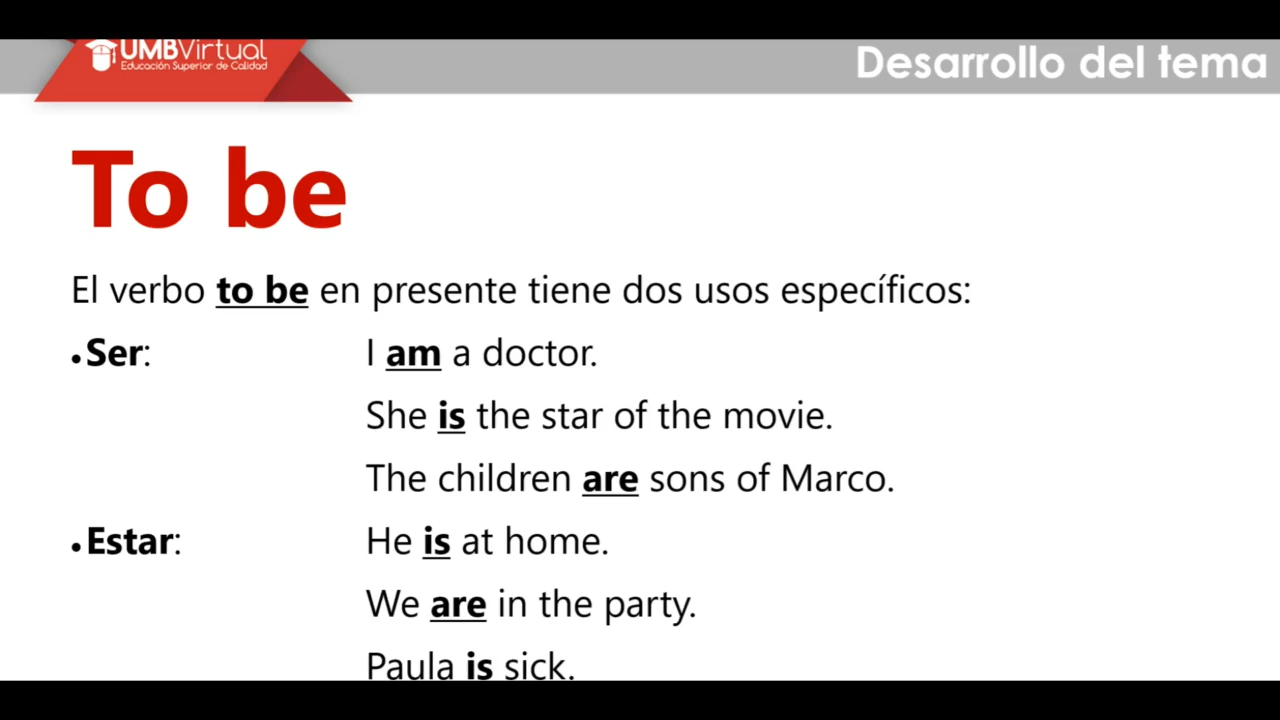 UMBVirtual
Educación Superior de Calidad
Desarrollo del tema
To be
El verbo to be en presente tiene dos usos específicos:
•Ser: I am a doctor.
She is the star of the movie.
The children are sons of Marco.
•Estar: He is at home.
We are in the party.
Paula is sick.